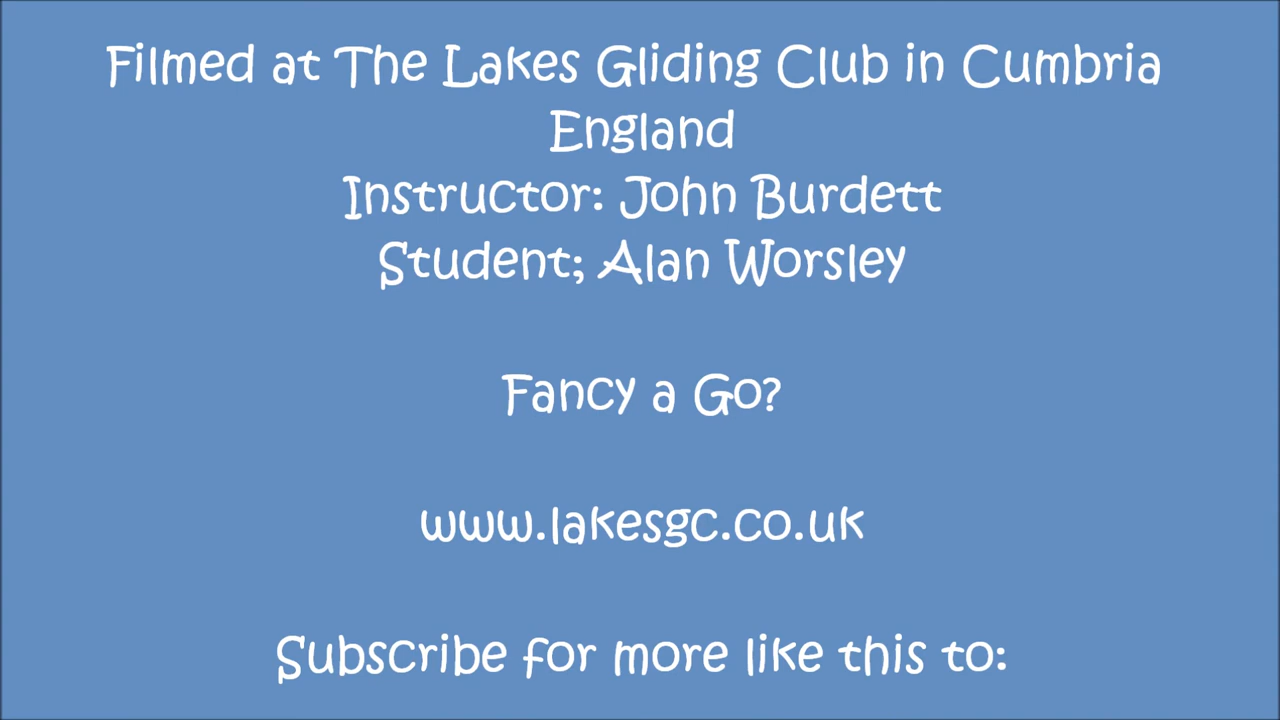 Filmed at The Lakes Gliding Club in Cumbria
England
Instructor: John Burdett
Student; Alan Worsley
Fancy a Go?
www.lakesgc.co.uk
Subscribe for more like this to: